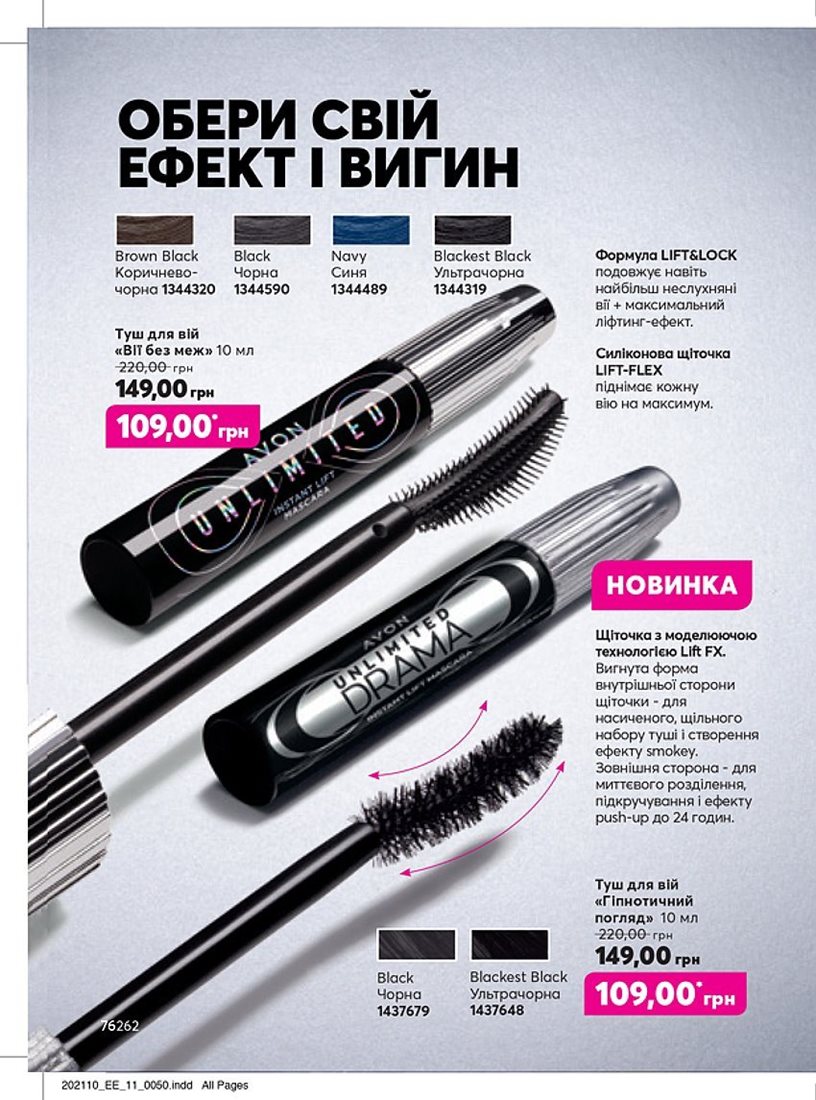 ОБЕРИ СВІЙ
ЕФЕКТ І ВИГИН
Brown Black
Коричнево-
чорна 1344320
Black
Чорна
1344590
Navy
Синя
1344489
Blackest Black
Ультрачорна
1344319
Формула LIFT&LOCK
подовжує навіть
найбільш неслухняні
вії + максимальний
ліфтинг-ефект.
Силіконова щіточка
LIFT-FLEX
піднімає кожну
вію на максимум.
Туш для вій
«Вії без меж» 10 мл
220,00 грн
149,00 грн
109,00* грн
AVON
UNLIMITED
INSTANT LIFT
MASCARA
AVON
UNLIMITED
DRAMA
INSTANT LIFT MASCARA
НОВИНКА
Щіточка з моделюючою
технологією Lift FX.
Вигнута форма
внутрішньої сторони
щіточки - для
насиченого, щільного
набору туші і створення
ефекту smokey.
Зовнішня сторона - для
миттєвого розділення,
підкручування і ефекту
push-up до 24 годин.
Туш для вій
«Гіпнотичний
погляд» 10 мл
220,00 грн
149,00 грн
109,00* грн
Black
Чорна
1437679
Blackest Black
Ультрачорна
1437648
76262
202110_EE_11_0050.indd All Pages